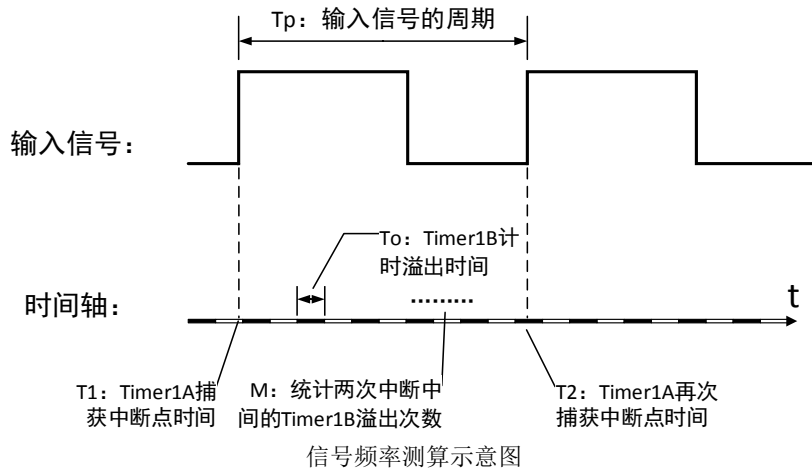 Tp：输入信号的周期
输入信号：
To：Timer1B计
时溢出时间
………
t
时间轴：
T1：Timer1A捕
获中断点时间
M：统计两次中断中
间的Timer1B溢出次数
T2：Timer1A再次
捕获中断点时间
信号频率测算示意图